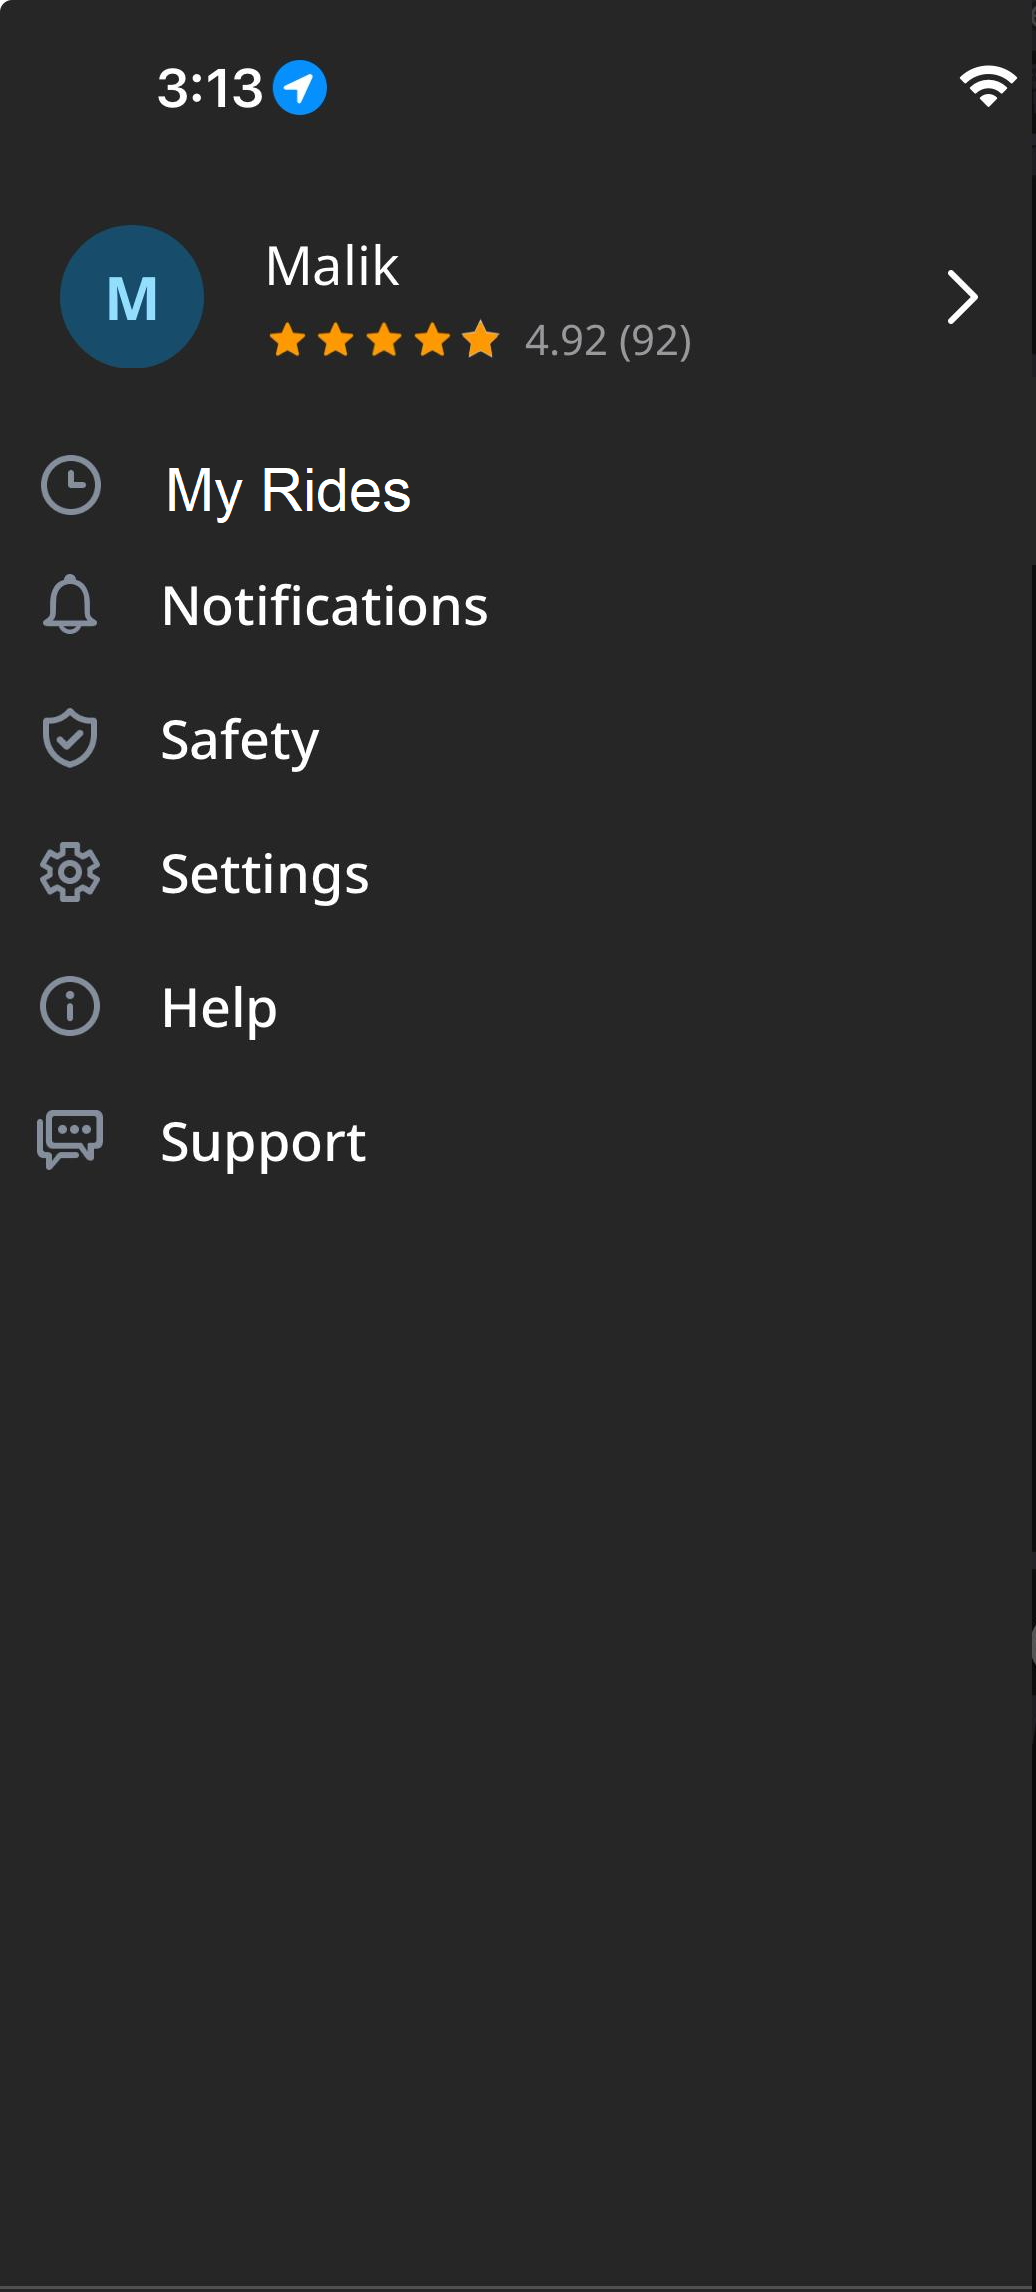 3:13
M
Malik
4.92 (92)
My Rides
Notifications
Safety
Settings
Help
Support